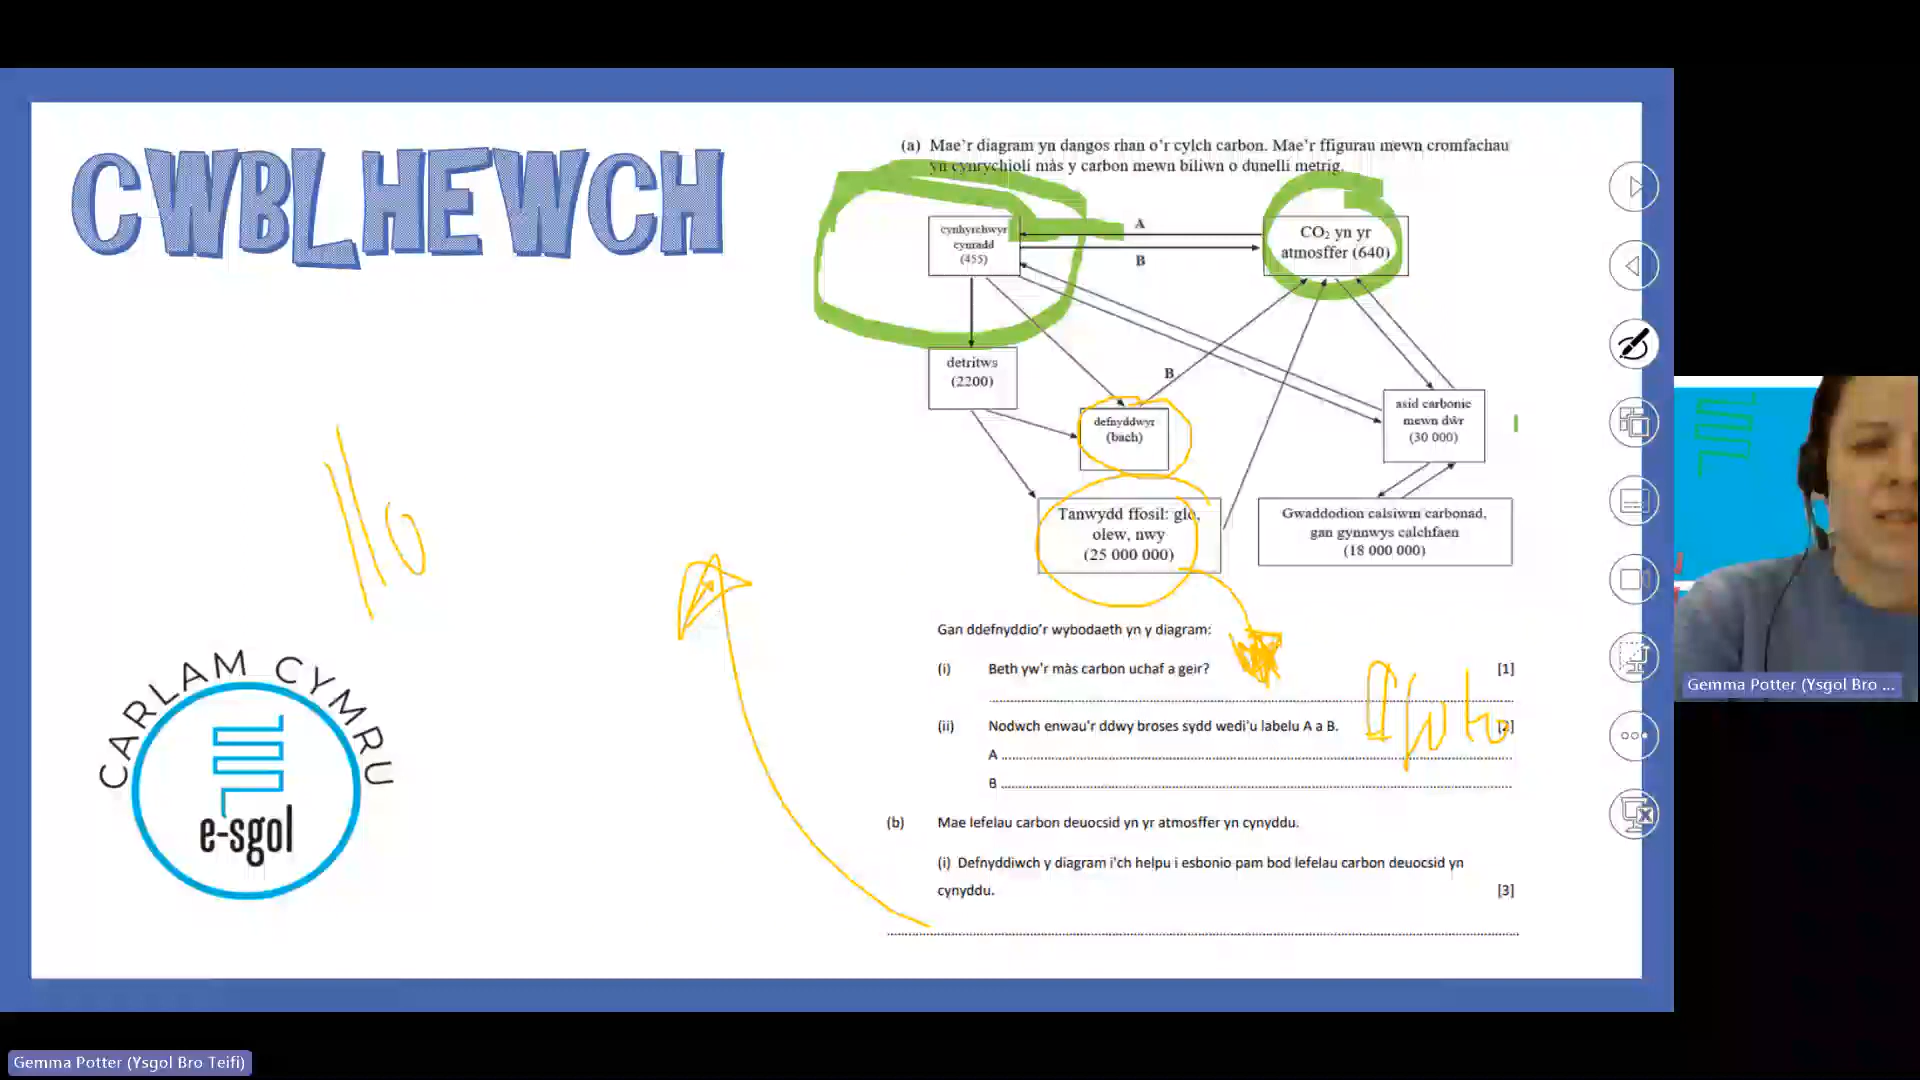 CWBLHEWCH
(a) Mae'r diagram yn dangos rhan o'r cylch carbon. Mae'r ffigurau mewn cromfachau
yn cynrychioli màs y carbon mewn biliwn o dunelli metrig.
cynhyrchwyr
cynradd
(455)
A
B
CO₂ yn yr
atmosffer (640)
detritws
(2200)
B
defnyddwyr
(bach)
asid carbonic
mewn dŵr
(30 000)
Tanwydd ffosil: glo,
olew, nwy
(25 000 000)
Gwaddodion calsiwm carbonad,
gan gynnwys calchfaen
(18 000 000)
Gan ddefnyddio'r wybodaeth yn y diagram:
(i) Beth yw'r màs carbon uchaf a geir? [1]
(ii) Nodwch enwau'r ddwy broses sydd wedi'u labelu A a B. [2]
A
B
(b) Mae lefelau carbon deuocsid yn yr atmosffer yn cynyddu.
(i) Defnyddiwch y diagram i'ch helpu i esbonio pam bod lefelau carbon deuocsid yn
cynyddu. [3]
CARLAM CYMRU
e-sgol
Gemma Potter (Ysgol Bro ...
Gemma Potter (Ysgol Bro Teifi)